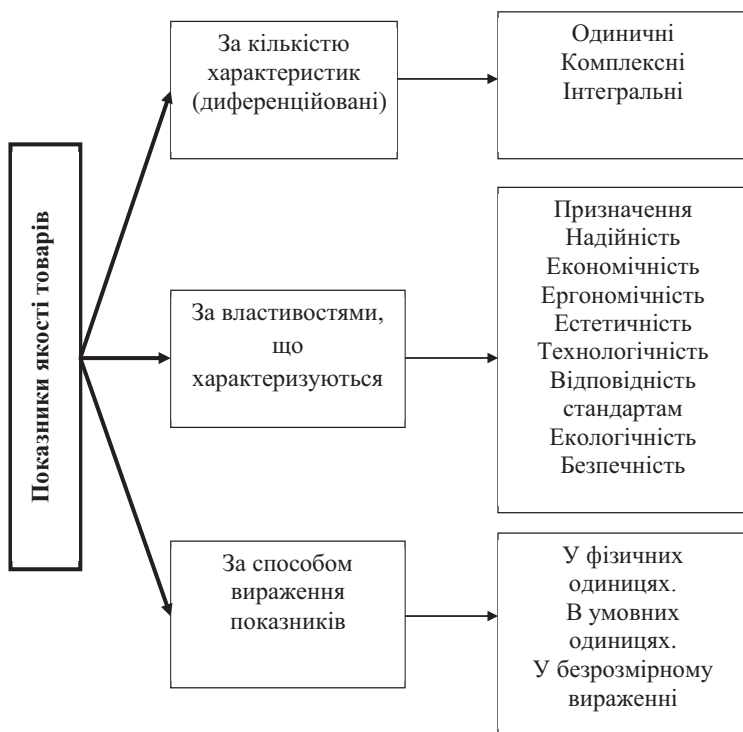 Показники якості товарів
За кількістю
характеристик
(диференційовані)
Одиничні
Комплексні
Інтегральні
За властивостями,
що
характеризуються
Призначення
Надійність
Економічність
Ергономічність
Естетичність
Технологічність
Відповідність
стандартам
Екологічність
Безпечність
За способом
вираження
показників
У фізичних
одиницях.
В умовних
одиницях.
У безрозмірному
вираженні